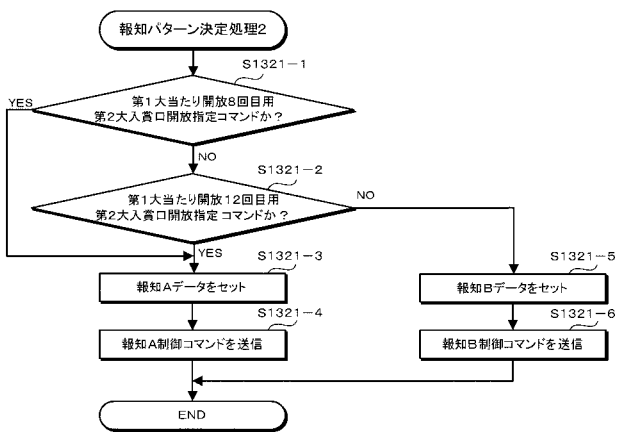 報知パターン決定処理2
S1321−1
YES
第1大当たり開放8回目用
第2大入賞口開放指定コマンドか？
NO
S1321−2
第1大当たり開放12回目用
第2大入賞口開放指定コマンドか？
NO
YES
S1321−3
報知Aデータをセット
S1321−5
報知Bデータをセット
S1321−4
報知A制御コマンドを送信
S1321−6
報知B制御コマンドを送信
END